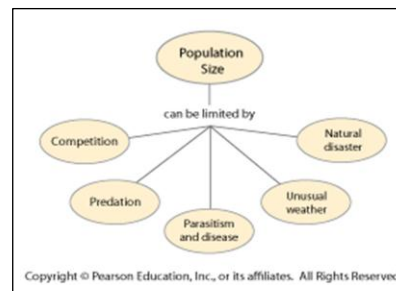 Population
Size
can be limited by
Competition
Natural
disaster
Predation
Unusual
weather
Parasitism
and disease
Copyright © Pearson Education, Inc., or its affiliates. All Rights Reserved